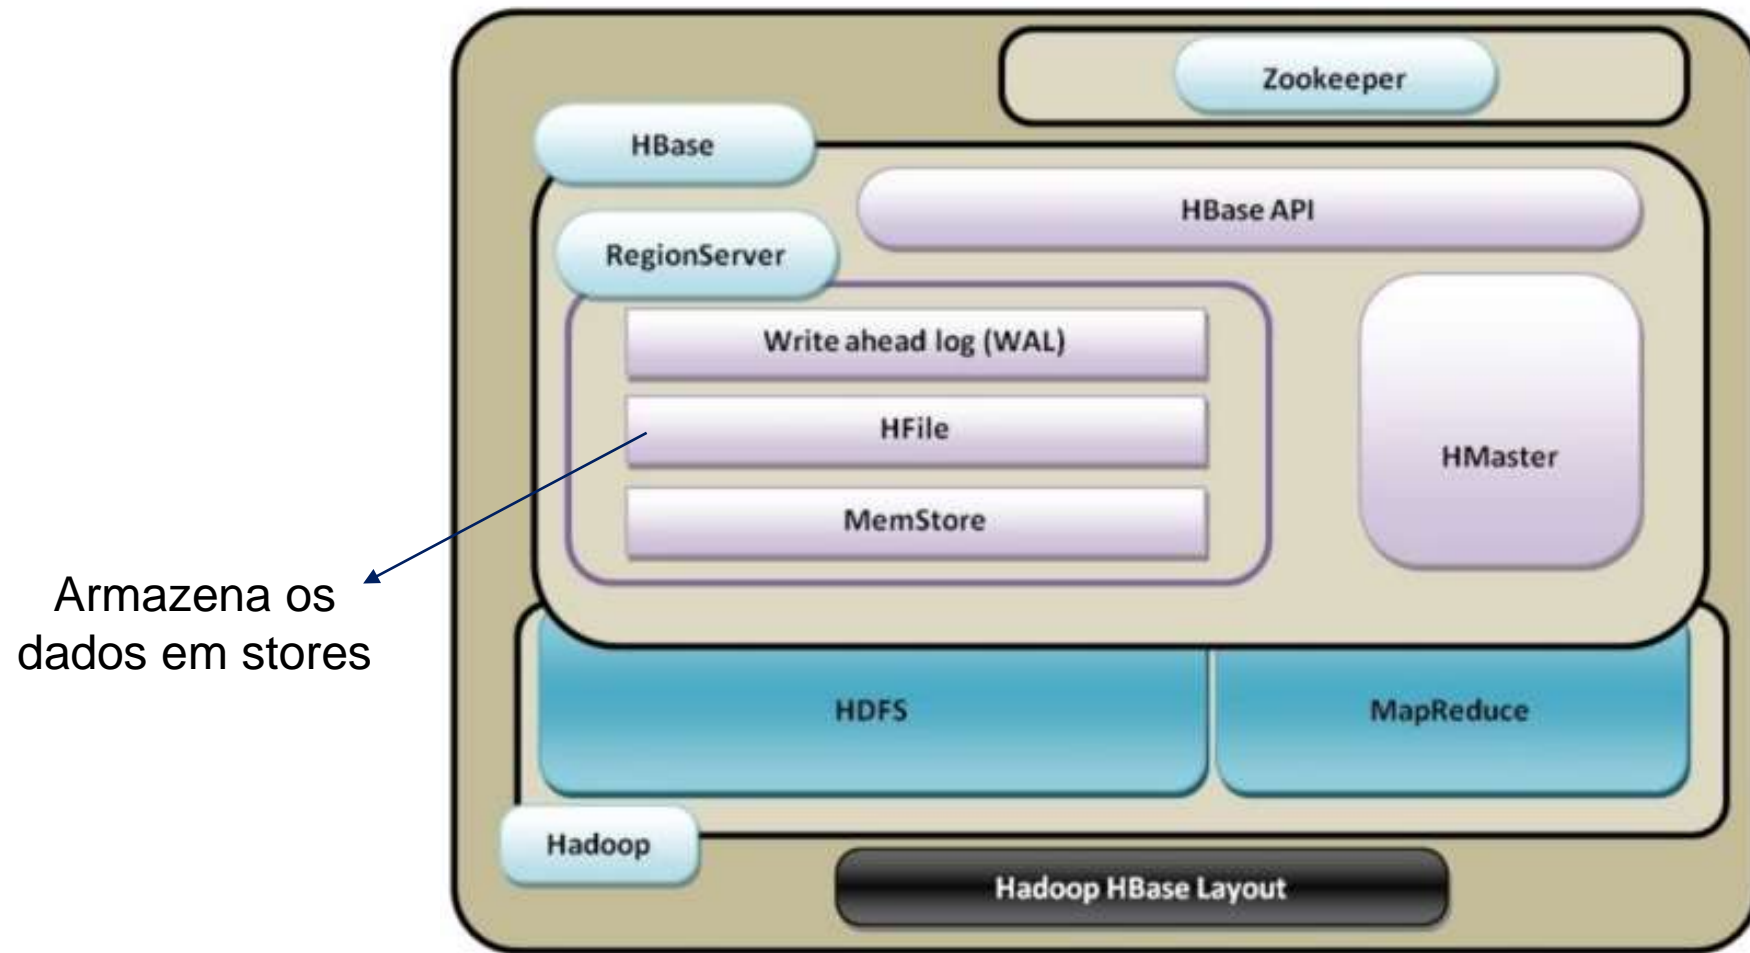 Zookeeper
HBase
HBase API
RegionServer
Write ahead log (WAL)
HFile
HMaster
MemStore
Armazena os
dados em stores
HDFS
MapReduce
Hadoop
Hadoop HBase Layout